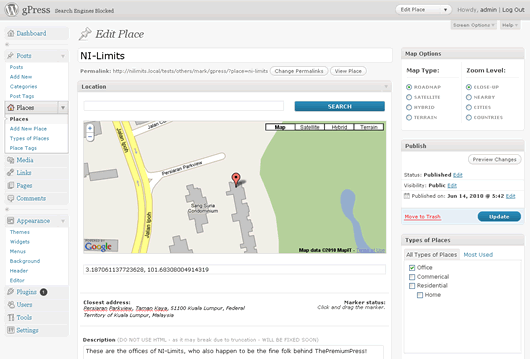 gPress Search Engines Blocked
Edit Place
Howdy, admin | Log Out
Screen Options
Help
Dashboard
Posts
Posts
Add New
Categories
Post Tags
Places
Places
Add New Place
Types of Places
Place Tags
Media
Links
Pages
Comments
Appearance
Themes
Widgets
Menus
Background
Header
Editor
Plugins 1
Users
Tools
Settings
Edit Place
NI-Limits
Permalink: http://nilimits.local/tests/others/mark/gpress/?place=ni-limits Change Permalinks View Place
Location
SEARCH
Map Satellite Hybrid Terrain
Jalan Ipoh
Jalan Ipoh
Jalan Ipoh
Persiaran Parkview
Sang Suria
Condominium
Google
Map data ©2010 MapIT - Terms of Use
3.187061137723628, 101.68308004914319
Closest address:
Persiaran Parkview, Taman Kaya, 51100 Kuala Lumpur, Federal
Territory of Kuala Lumpur, Malaysia
Marker status:
Click and drag the marker.
Description (DO NOT USE HTML - as it may break due to truncation - WILL BE FIXED SOON)
These are the offices of NI-Limits, who also happen to be the fine folk behind ThePremiumPress!
Map Options
Map Type:
ROADMAP
SATELLITE
HYBRID
TERRAIN
Zoom Level:
CLOSE-UP
NEARBY
CITIES
COUNTRIES
Publish
Preview Changes
Status: Published Edit
Visibility: Public Edit
Published on: Jun 14, 2010 @ 5:42 Edit
Move to Trash
Update
Types of Places
All Types of Places Most Used
Office
Commerical
Residential
Home